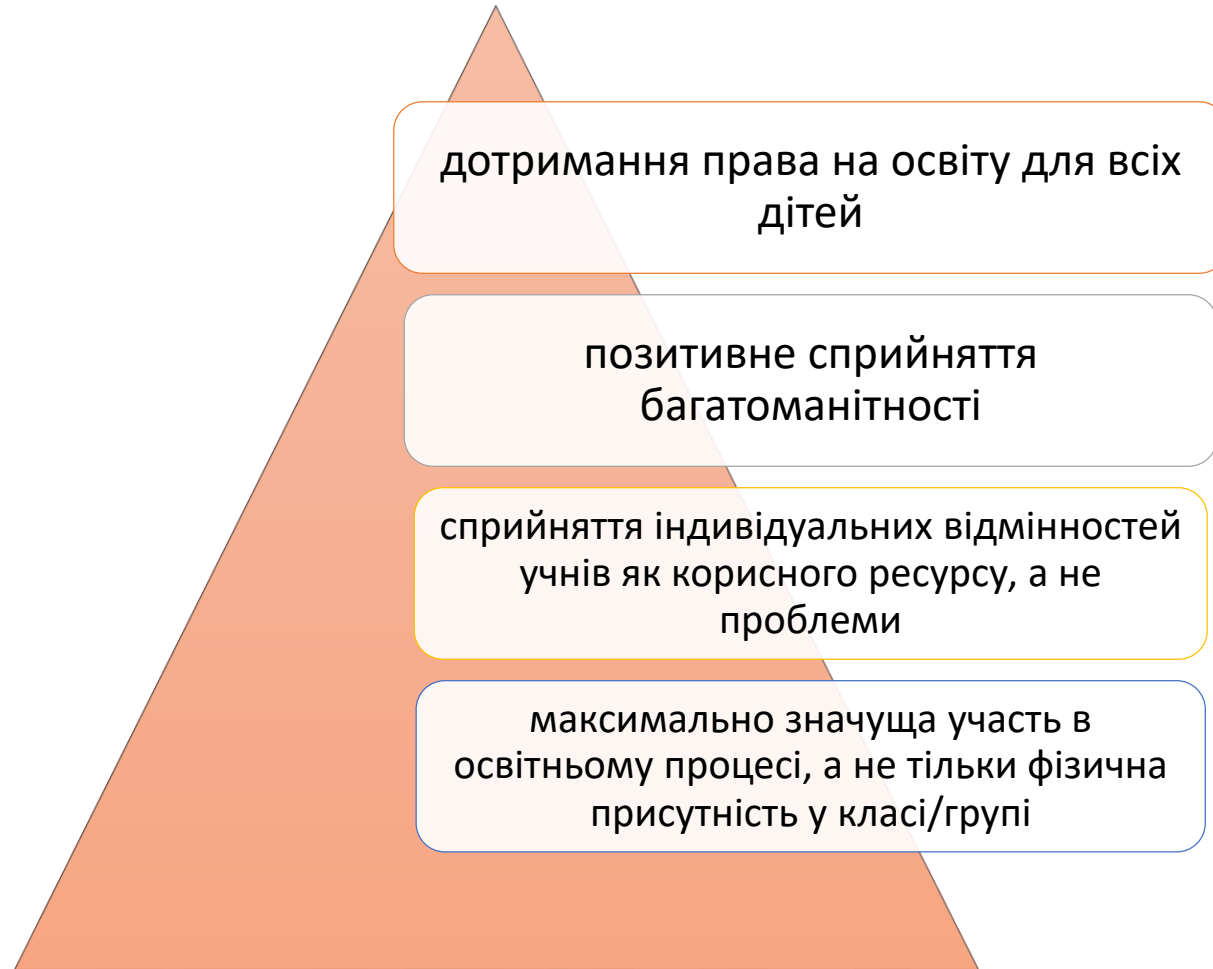 дотримання права на освіту для всіх
дітей
позитивне сприйняття
багатоманітності
сприйняття індивідуальних відмінностей
учнів як корисного ресурсу, а не
проблеми
максимально значуща участь в
освітньому процесі, а не тільки фізична
присутність у класі/групі